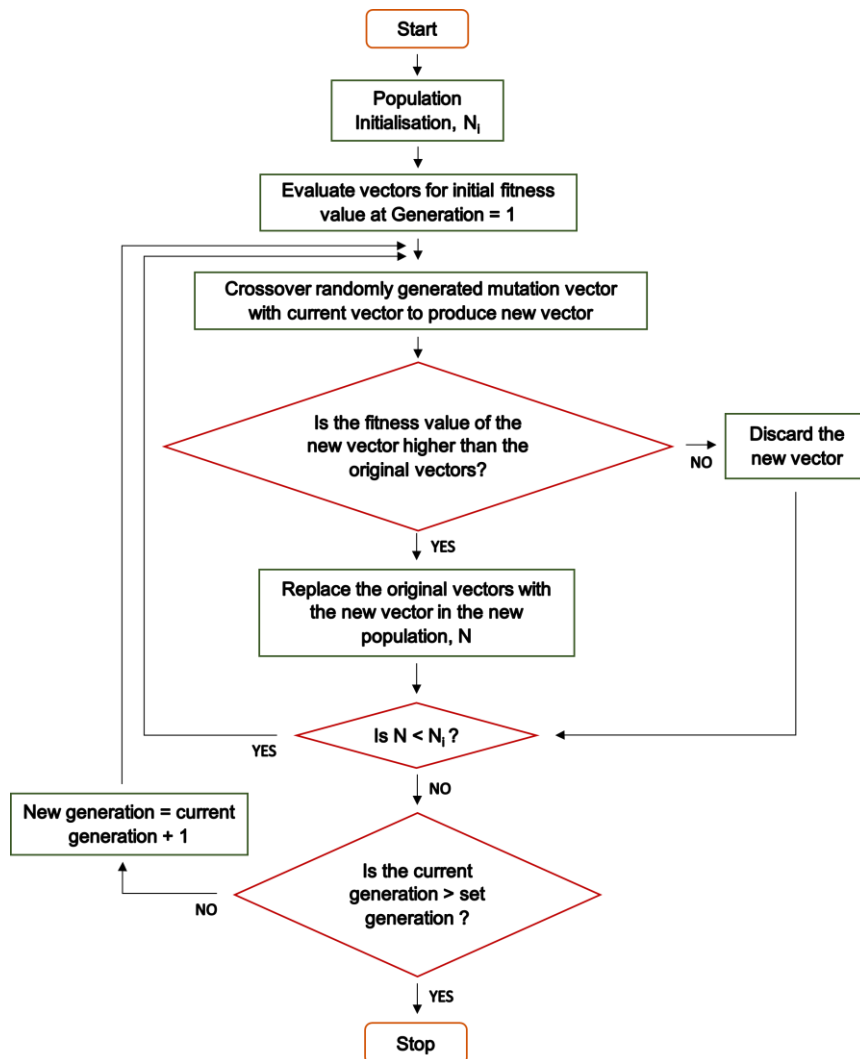 Start
Population
Initialisation, Nᵢ
Evaluate vectors for initial fitness
value at Generation = 1
Crossover randomly generated mutation vector
with current vector to produce new vector
Is the fitness value of the
new vector higher than the
original vectors?
NO
Discard the
new vector
YES
Replace the original vectors with
the new vector in the new
population, N
Is N < Nᵢ ?
YES
NO
New generation = current
generation + 1
Is the current
generation > set
generation ?
NO
YES
Stop